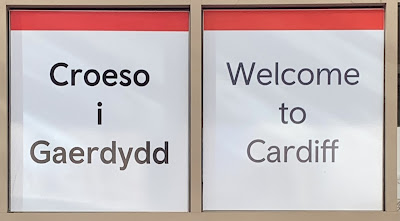 Croeso
i
Gaerdydd
Welcome
to
Cardiff